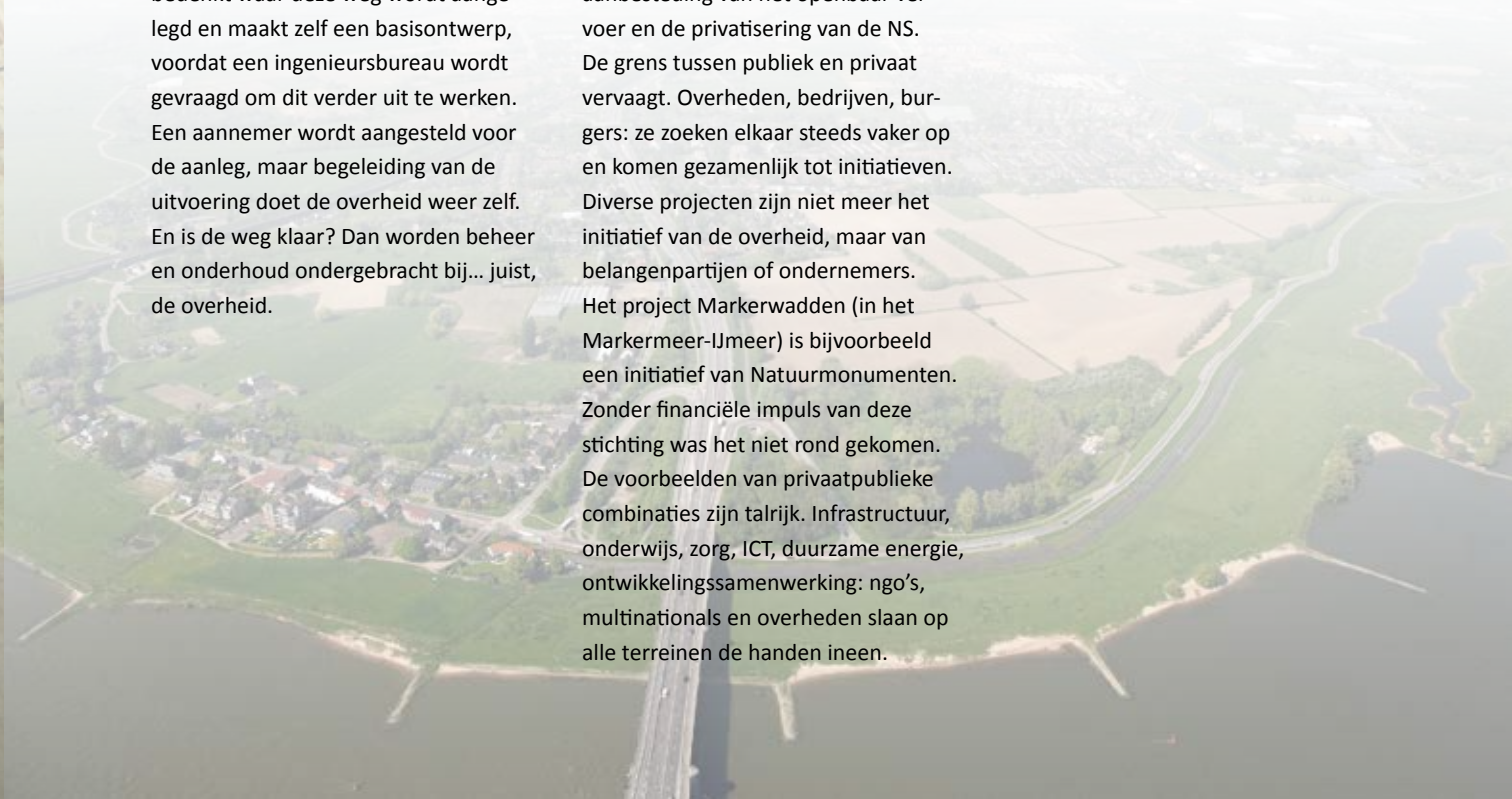 legd en maakt zelf een basisontwerp,
voordat een ingenieursbureau wordt
gevraagd om dit verder uit te werken.
Een aannemer wordt aangesteld voor
de aanleg, maar begeleiding van de
uitvoering doet de overheid weer zelf.
En is de weg klaar? Dan worden beheer
en onderhoud ondergebracht bij... juist,
de overheid.
voer en de privatisering van de NS.
De grens tussen publiek en privaat
vervaagt. Overheden, bedrijven, bur-
gers: ze zoeken elkaar steeds vaker op
en komen gezamenlijk tot initiatieven.
Diverse projecten zijn niet meer het
initiatief van de overheid, maar van
belangenpartijen of ondernemers.
Het project Markerwadden (in het
Markermeer-IJmeer) is bijvoorbeeld
een initiatief van Natuurmonumenten.
Zonder financiële impuls van deze
stichting was het niet rond gekomen.
De voorbeelden van privaatpublieke
combinaties zijn talrijk. Infrastructuur,
onderwijs, zorg, ICT, duurzame energie,
ontwikkelingssamenwerking: ngo's,
multinationals en overheden slaan op
alle terreinen de handen ineen.